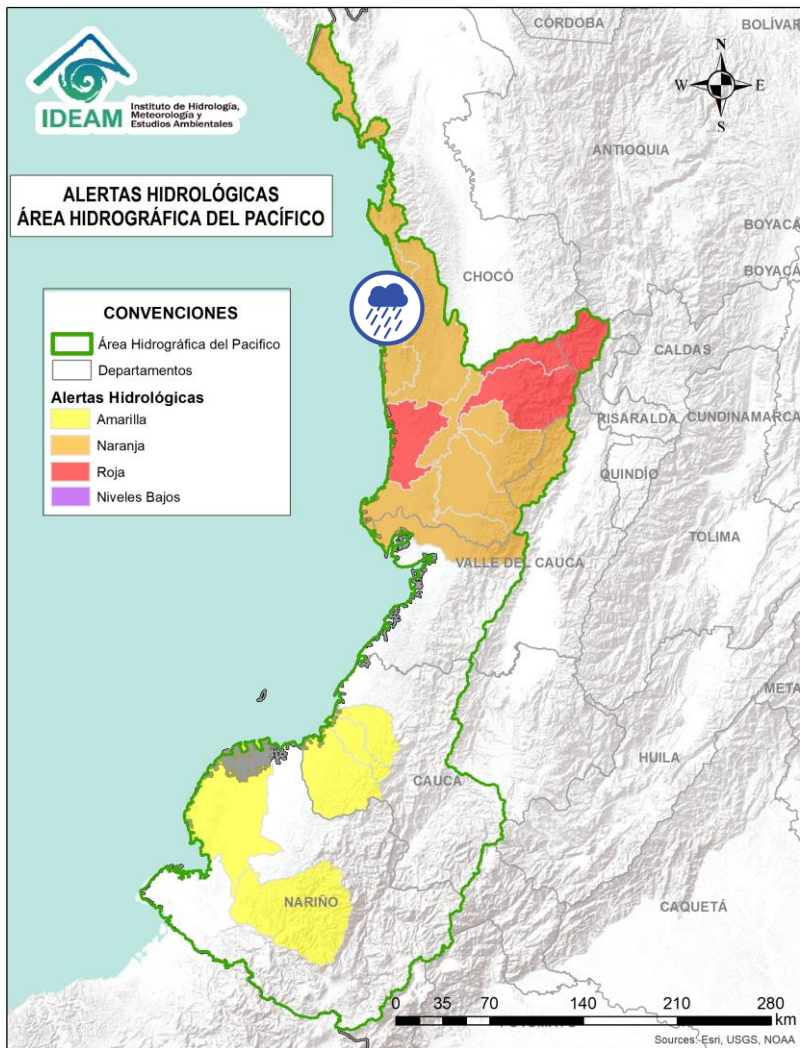 CÓRDOBA
BOLÍVAR
IDEAM
Instituto de Hidrología,
Meteorología y
Estudios Ambientales
N
W
E
S
ANTIOQUIA
ALERTAS HIDROLÓGICAS
ÁREA HIDROGRÁFICA DEL PACÍFICO
BOYACÁ
BOYACÁ
CHOCÓ
CONVENCIONES
Área Hidrográfica del Pacifico
Departamentos
Alertas Hidrológicas
Amarilla
Naranja
Roja
Niveles Bajos
CALDAS
RISARALDA
CUNDINAMARCA
QUINDÍO
TOLIMA
VALLE DEL CAUCA
META
HUILA
CAUCA
NARIÑO
CAQUETÁ
0 35 70 140 210 280
km
Sources: Esri, USGS, NOAA